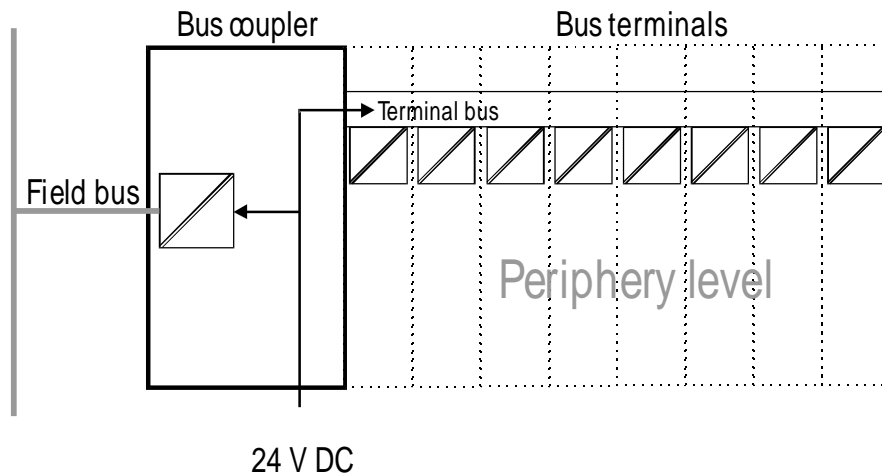 Bus coupler
Bus terminals
Terminal bus
Field bus
Periphery level
24 V DC